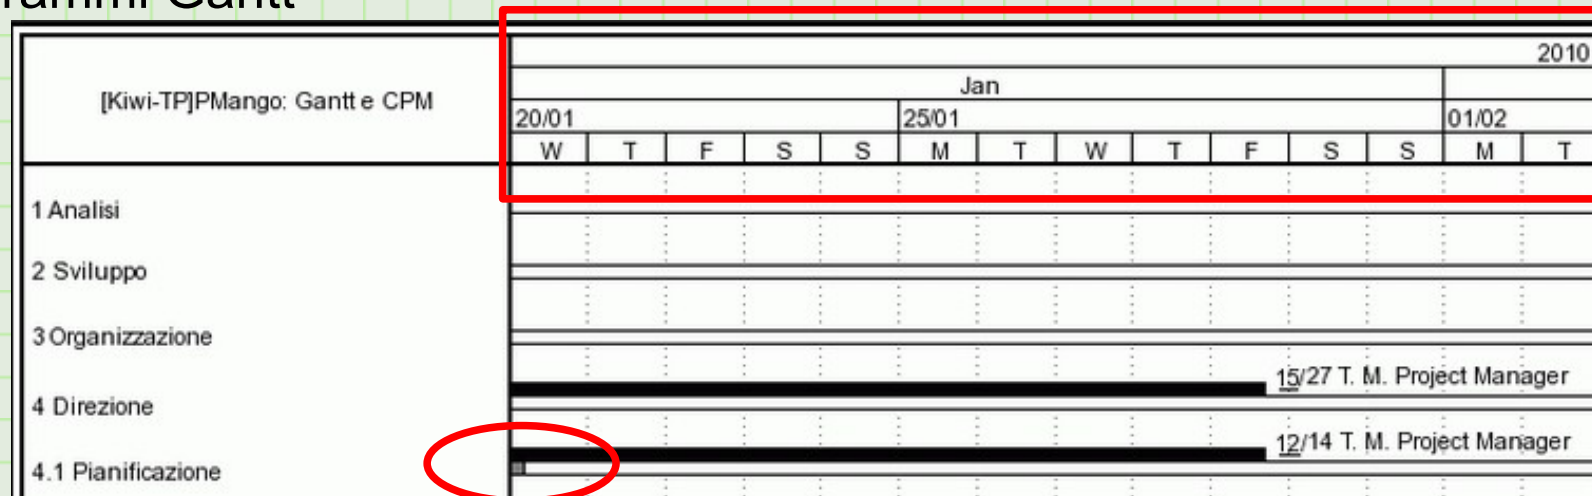 Gantt
2010
[Kiwi-TP]PMango: Gantt e CPM
Jan
20/01 25/01 01/02
W T F S S M T W T F S S M T
1 Analisi
2 Sviluppo
3 Organizzazione
15/27 T. M. Project Manager
4 Direzione
12/14 T. M. Project Manager
4.1 Pianificazione